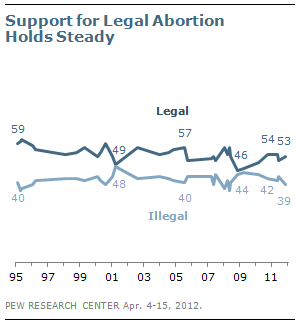 Support for Legal Abortion
Holds Steady
Legal
59
57
54 53
49
46
48
44
42
40
40
39
Illegal
95 97 99 01 03 05 07 09 11
PEW RESEARCH CENTER Apr. 4-15, 2012.